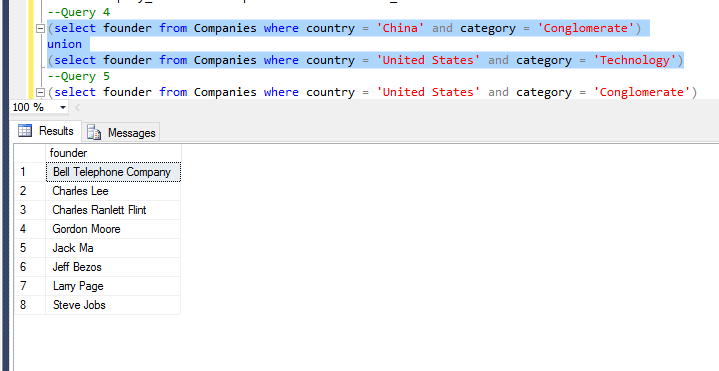 --Query 4
(select founder from Companies where country = 'China' and category = 'Conglomerate')
union
(select founder from Companies where country = 'United States' and category = 'Technology')
--Query 5
(select founder from Companies where country = 'United States' and category = 'Conglomerate')
100 %
Results Messages
founder
1 Bell Telephone Company
2 Charles Lee
3 Charles Ranlett Flint
4 Gordon Moore
5 Jack Ma
6 Jeff Bezos
7 Larry Page
8 Steve Jobs